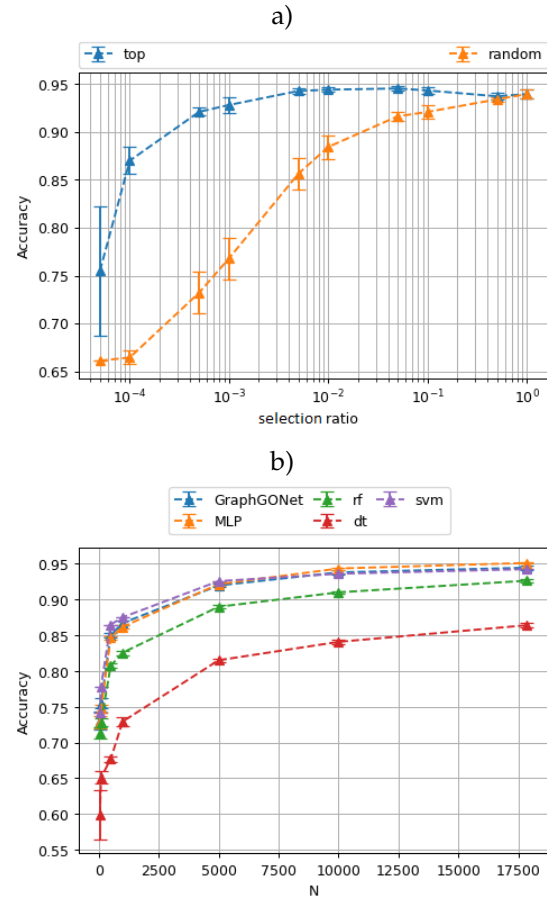 a)
top random
0.95
0.90
0.85
0.80
0.75
0.70
0.65
Accuracy
10⁻⁴ 10⁻³ 10⁻² 10⁻¹ 10⁰
selection ratio
b)
GraphGONet rf svm
MLP dt
0.95
0.90
0.85
0.80
0.75
0.70
0.65
0.60
0.55
Accuracy
0 2500 5000 7500 10000 12500 15000 17500
N